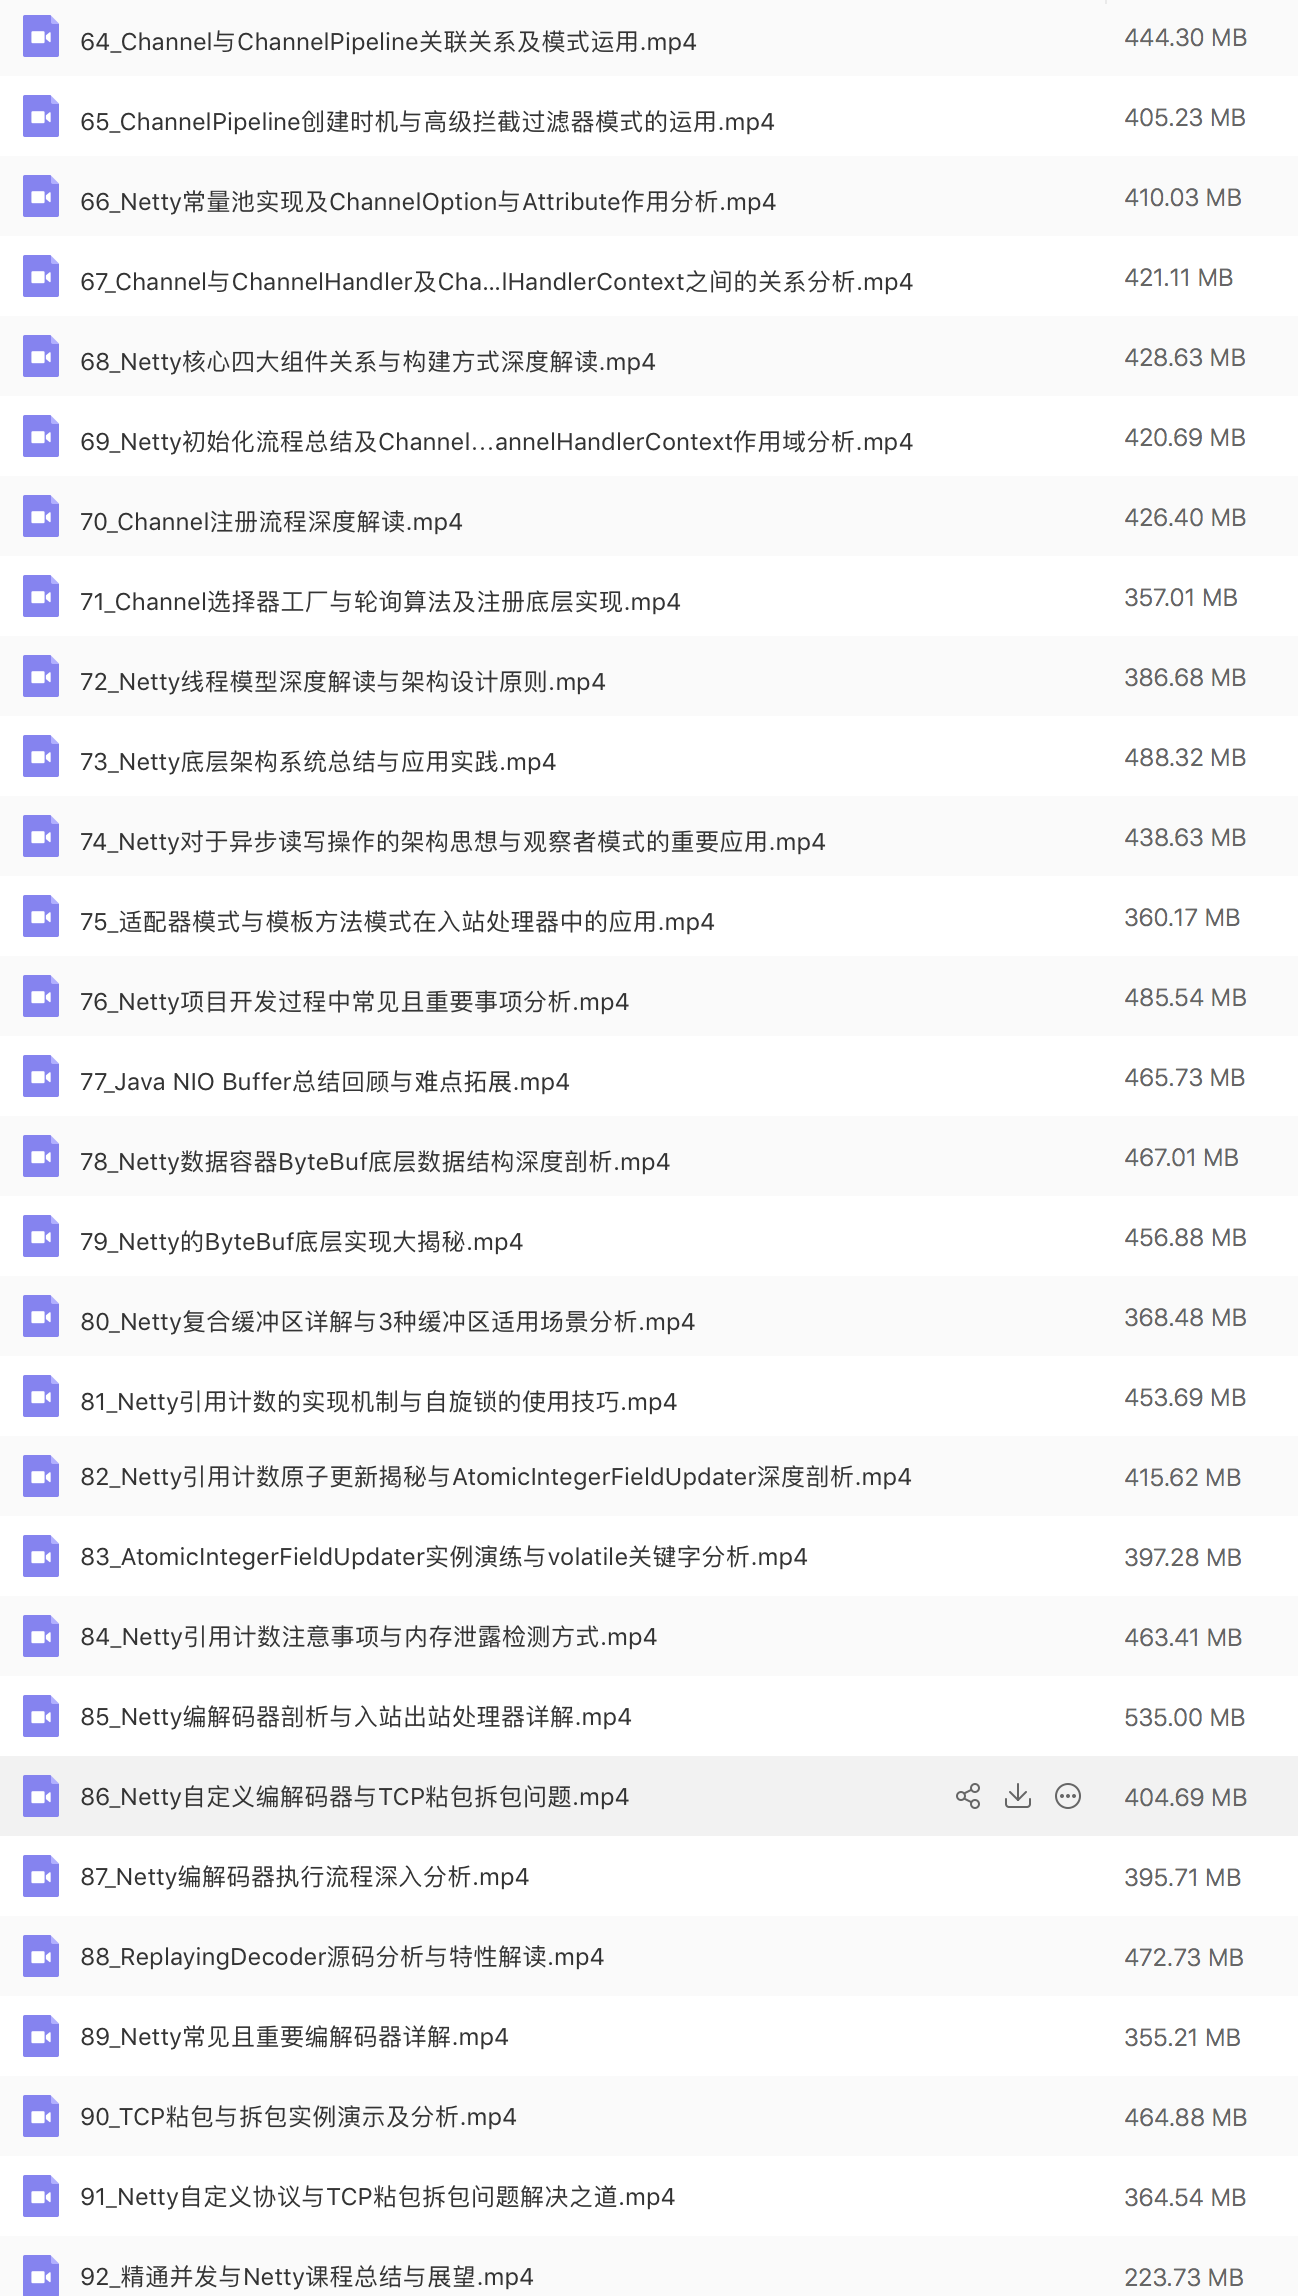 64_Channel与ChannelPipeline关联关系及模式运用.mp4 444.30 MB
65_ChannelPipeline创建时机与高级拦截过滤器模式的运用.mp4 405.23 MB
66_Netty常量池实现及ChannelOption与Attribute作用分析.mp4 410.03 MB
67_Channel与ChannelHandler及Cha...lHandlerContext之间的关系分析.mp4 421.11 MB
68_Netty核心四大组件关系与构建方式深度解读.mp4 428.63 MB
69_Netty初始化流程总结及Channel...annelHandlerContext作用域分析.mp4 420.69 MB
70_Channel注册流程深度解读.mp4 426.40 MB
71_Channel选择器工厂与轮询算法及注册底层实现.mp4 357.01 MB
72_Netty线程模型深度解读与架构设计原则.mp4 386.68 MB
73_Netty底层架构系统总结与应用实践.mp4 488.32 MB
74_Netty对于异步读写操作的架构思想与观察者模式的重要应用.mp4 438.63 MB
75_适配器模式与模板方法模式在入站处理器中的应用.mp4 360.17 MB
76_Netty项目开发过程中常见且重要事项分析.mp4 485.54 MB
77_Java NIO Buffer总结回顾与难点拓展.mp4 465.73 MB
78_Netty数据容器ByteBuf底层数据结构深度剖析.mp4 467.01 MB
79_Netty的ByteBuf底层实现大揭秘.mp4 456.88 MB
80_Netty复合缓冲区详解与3种缓冲区适用场景分析.mp4 368.48 MB
81_Netty引用计数的实现机制与自旋锁的使用技巧.mp4 453.69 MB
82_Netty引用计数原子更新揭秘与AtomicIntegerFieldUpdater深度剖析.mp4 415.62 MB
83_AtomicIntegerFieldUpdater实例演练与volatile关键字分析.mp4 397.28 MB
84_Netty引用计数注意事项与内存泄露检测方式.mp4 463.41 MB
85_Netty编解码器剖析与入站出站处理器详解.mp4 535.00 MB
86_Netty自定义编解码器与TCP粘包拆包问题.mp4 404.69 MB
87_Netty编解码器执行流程深入分析.mp4 395.71 MB
88_ReplayingDecoder源码分析与特性解读.mp4 472.73 MB
89_Netty常见且重要编解码器详解.mp4 355.21 MB
90_TCP粘包与拆包实例演示及分析.mp4 464.88 MB
91_Netty自定义协议与TCP粘包拆包问题解决之道.mp4 364.54 MB
92_精通并发与Netty课程总结与展望.mp4 223.73 MB